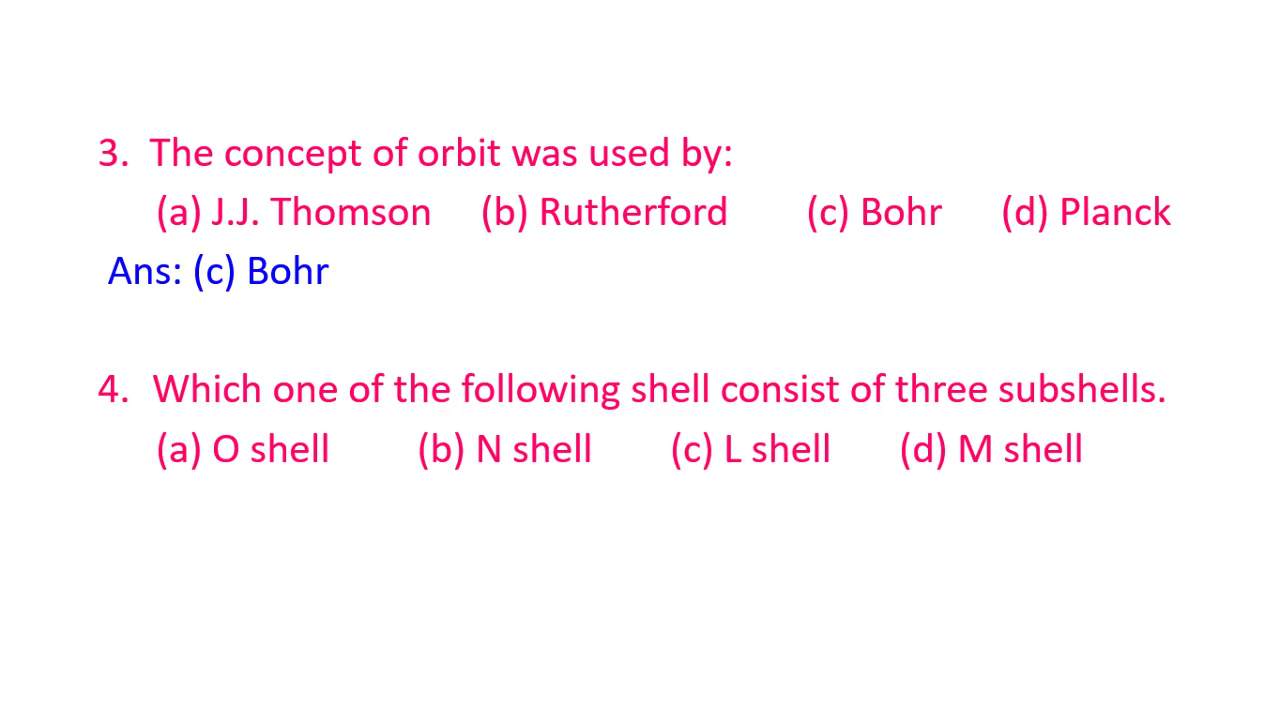 3. The concept of orbit was used by:
(a) J.J. Thomson (b) Rutherford (c) Bohr (d) Planck
Ans: (c) Bohr
4. Which one of the following shell consist of three subshells.
(a) O shell (b) N shell (c) L shell (d) M shell